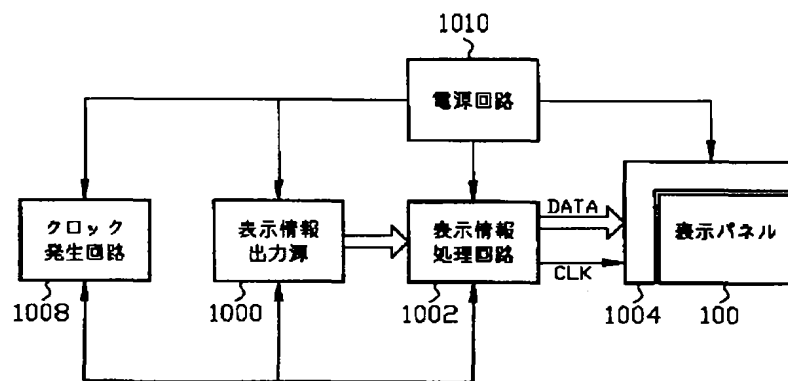 1010
電源回路
クロック
発生回路
表示情報
出力源
表示情報
処理回路
DATA
CLK
表示パネル
1008
1000
1002
1004
100